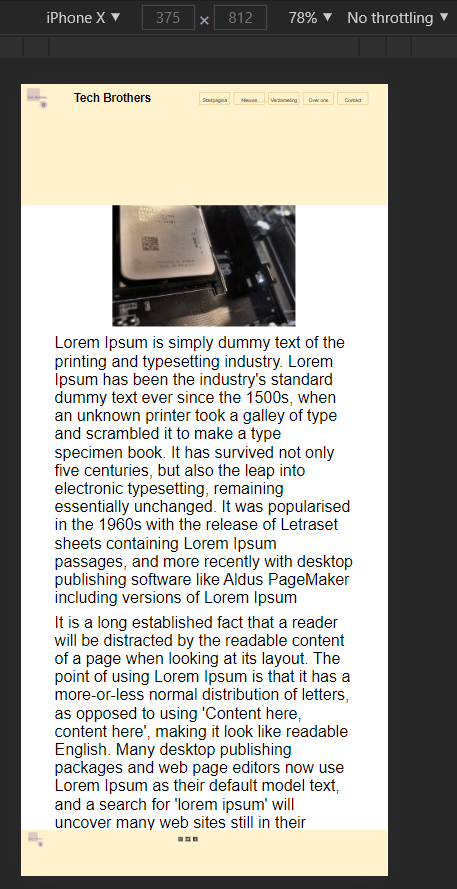 iPhone X ▼ 375 × 812 78% ▼ No throttling ▼
Tech Brothers
Startpagina Nieuws Verzameling Over ons Contact
Lorem Ipsum is simply dummy text of the
printing and typesetting industry. Lorem
Ipsum has been the industry's standard
dummy text ever since the 1500s, when
an unknown printer took a galley of type
and scrambled it to make a type
specimen book. It has survived not only
five centuries, but also the leap into
electronic typesetting, remaining
essentially unchanged. It was popularised
in the 1960s with the release of Letraset
sheets containing Lorem Ipsum
passages, and more recently with desktop
publishing software like Aldus PageMaker
including versions of Lorem Ipsum
It is a long established fact that a reader
will be distracted by the readable content
of a page when looking at its layout. The
point of using Lorem Ipsum is that it has a
more-or-less normal distribution of letters,
as opposed to using 'Content here,
content here', making it look like readable
English. Many desktop publishing
packages and web page editors now use
Lorem Ipsum as their default model text,
and a search for 'lorem ipsum' will
uncover many web sites still in their